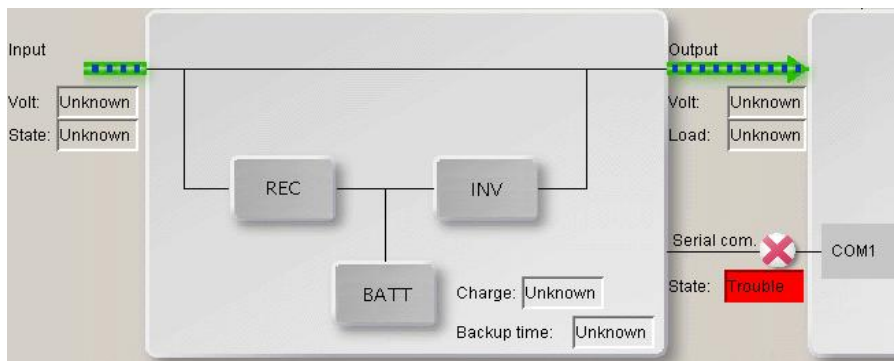 Input
Volt: Unknown
State: Unknown
REC
INV
BATT
Charge: Unknown
Backup time: Unknown
Output
Volt: Unknown
Load: Unknown
Serial com.
State: Trouble
COM1